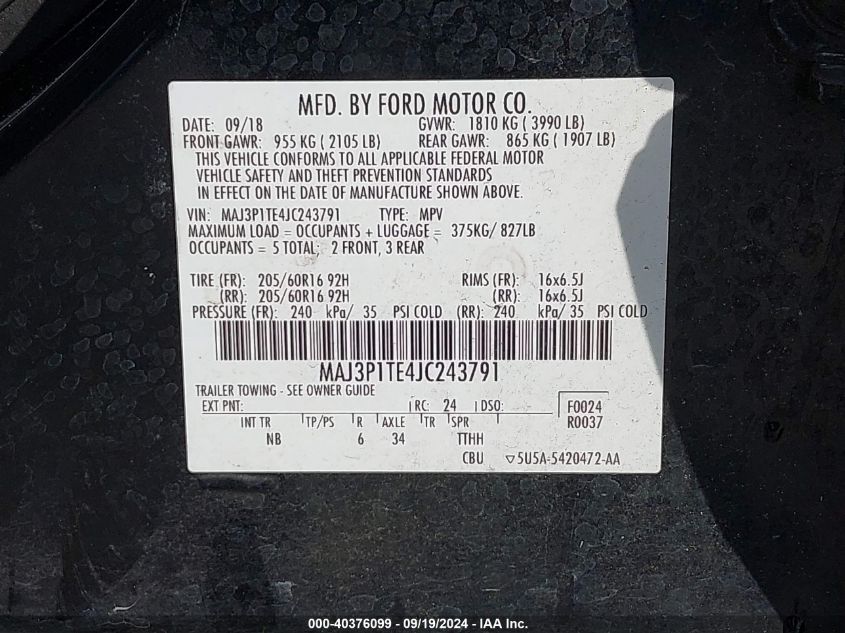 MFD. BY FORD MOTOR CO.
DATE: 09/18 GVWR: 1810 KG ( 3990 LB)
FRONT GAWR: 955 KG ( 2105 LB) REAR GAWR: 865 KG ( 1907 LB)
THIS VEHICLE CONFORMS TO ALL APPLICABLE FEDERAL MOTOR
VEHICLE SAFETY AND THEFT PREVENTION STANDARDS
IN EFFECT ON THE DATE OF MANUFACTURE SHOWN ABOVE.
VIN: MAJ3P1TE4JC243791 TYPE: MPV
MAXIMUM LOAD = OCCUPANTS + LUGGAGE = 375KG/ 827LB
OCCUPANTS = 5 TOTAL; 2 FRONT, 3 REAR
TIRE (FR): 205/60R16 92H RIMS (FR): 16x6.5J
(RR): 205/60R16 92H (RR): 16x6.5J
PRESSURE (FR): 240 kPa/ 35 PSI COLD (RR): 240 kPa/ 35 PSI COLD
MAJ3P1TE4JC243791
TRAILER TOWING - SEE OWNER GUIDE
EXT PNT: RC: 24 DSO: F0024
INT TR TP/PS R AXLE TR SPR R0037
NB 6 34 TTHH
CBU ▽5U5A-5420472-AA
000-40376099 - 09/19/2024 - IAA Inc.